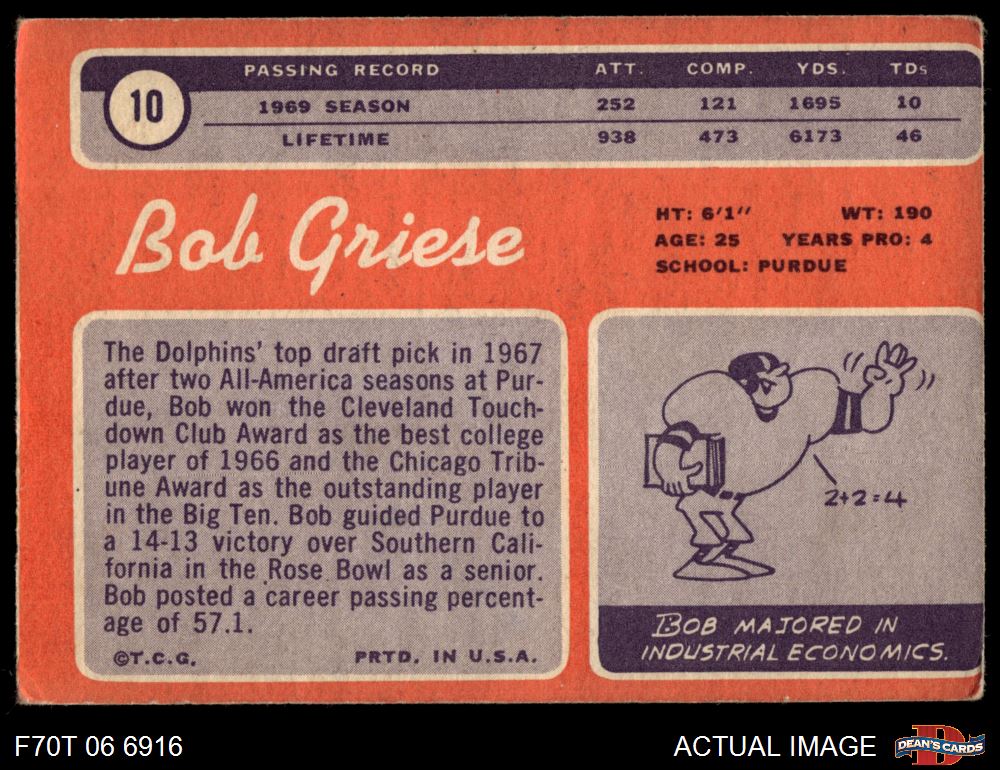 10
PASSING RECORD ATT. COMP. YDS. TDs
1969 SEASON 252 121 1695 10
LIFETIME 938 473 6173 46
Bob Griese
HT: 6'1" WT: 190
AGE: 25 YEARS PRO: 4
SCHOOL: PURDUE
The Dolphins' top draft pick in 1967
after two All-America seasons at Pur-
due, Bob won the Cleveland Touch-
down Club Award as the best college
player of 1966 and the Chicago Trib-
une Award as the outstanding player
in the Big Ten. Bob guided Purdue to
a 14-13 victory over Southern Cali-
fornia in the Rose Bowl as a senior.
Bob posted a career passing percent-
age of 57.1.
©T.C.G. PRTD. IN U.S.A.
2+2=4
BOB MAJORED IN
INDUSTRIAL ECONOMICS.
F70T 06 6916
ACTUAL IMAGE
D
DEAN'S CARDS